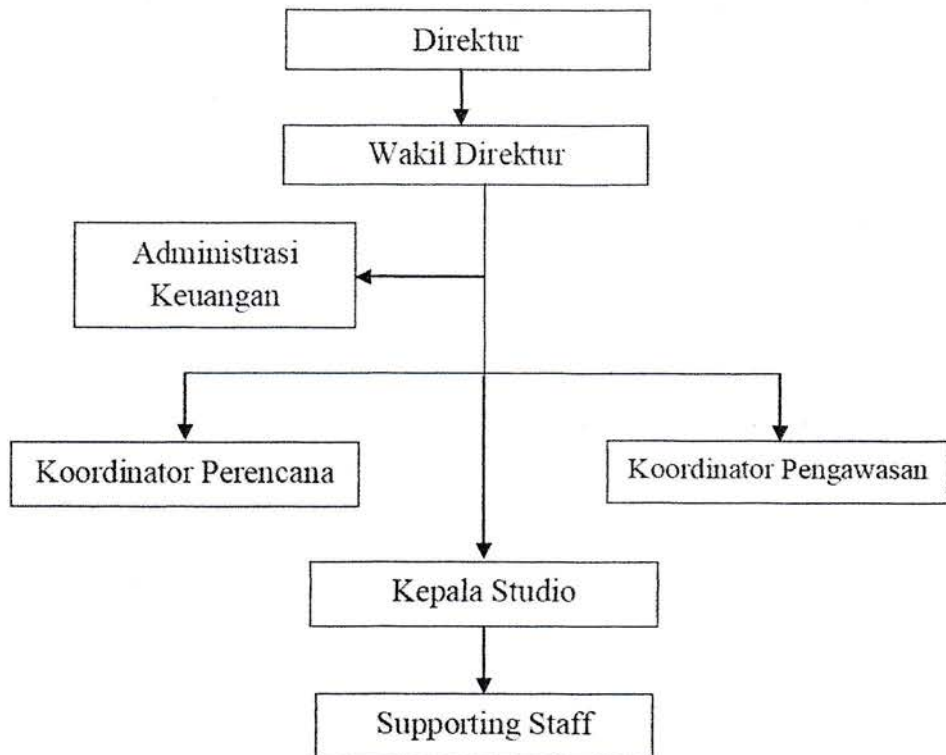 Direktur
Wakil Direktur
Administrasi
Keuangan
Koordinator Perencana
Koordinator Pengawasan
Kepala Studio
Supporting Staff